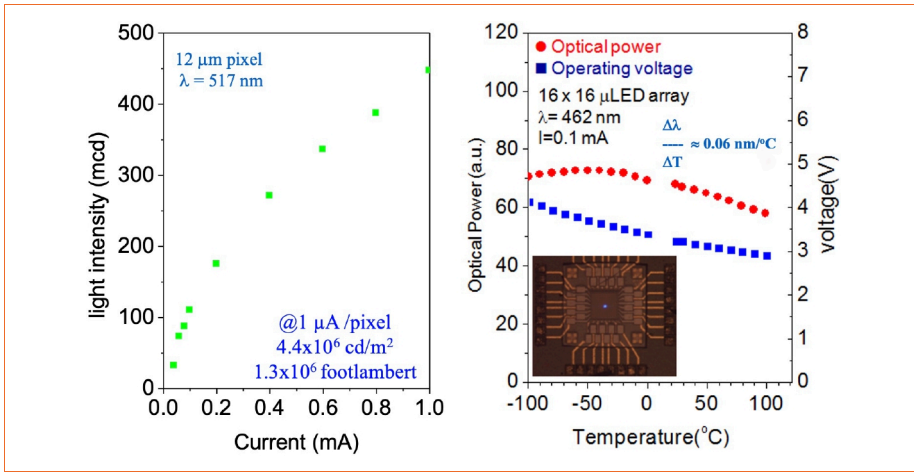 500
400
300
200
100
0
0.0 0.2 0.4 0.6 0.8 1.0
light intensity (mcd)
Current (mA)
12 μm pixel
λ = 517 nm
@1 μA /pixel
4.4x10⁶ cd/m²
1.3x10⁶ footlambert
120
100
80
60
40
20
0
-100 -50 0 50 100
Optical Power (a.u.)
Temperature(°C)
8
7
6
5
4
3
2
1
0
voltage(V)
Optical power
Operating voltage
16 x 16 μLED array
λ= 462 nm
I=0.1 mA
Δλ
---- ≈ 0.06 nm/°C
ΔT